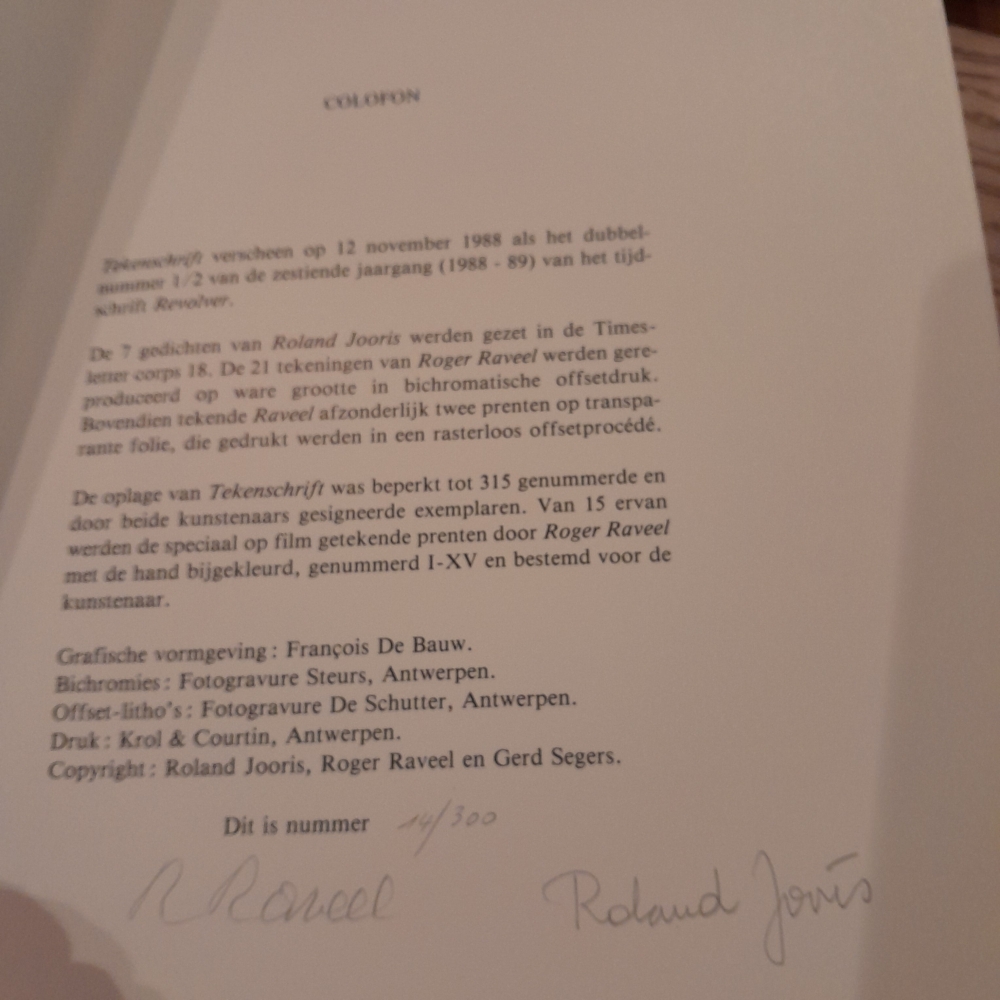 COLOFON
Tekenschrift verscheen op 12 november 1988 als het dubbel-
nummer 1/2 van de zestiende jaargang (1988 - 89) van het tijd-
schrift Revolver.
De 7 gedichten van Roland Jooris werden gezet in de Times-
letter corps 18. De 21 tekeningen van Roger Raveel werden gere-
produceerd op ware grootte in bichromatische offsetdruk.
Bovendien tekende Raveel afzonderlijk twee prenten op transpa-
rante folie, die gedrukt werden in een rasterloos offsetprocédé.
De oplage van Tekenschrift was beperkt tot 315 genummerde en
door beide kunstenaars gesigneerde exemplaren. Van 15 ervan
werden de speciaal op film getekende prenten door Roger Raveel
met de hand bijgekleurd, genummerd I-XV en bestemd voor de
kunstenaar.
Grafische vormgeving : François De Bauw.
Bichromies : Fotogravure Steurs, Antwerpen.
Offset-litho's : Fotogravure De Schutter, Antwerpen.
Druk : Krol & Courtin, Antwerpen.
Copyright : Roland Jooris, Roger Raveel en Gerd Segers.
Dit is nummer 14/300
R Raveel Roland Jooris